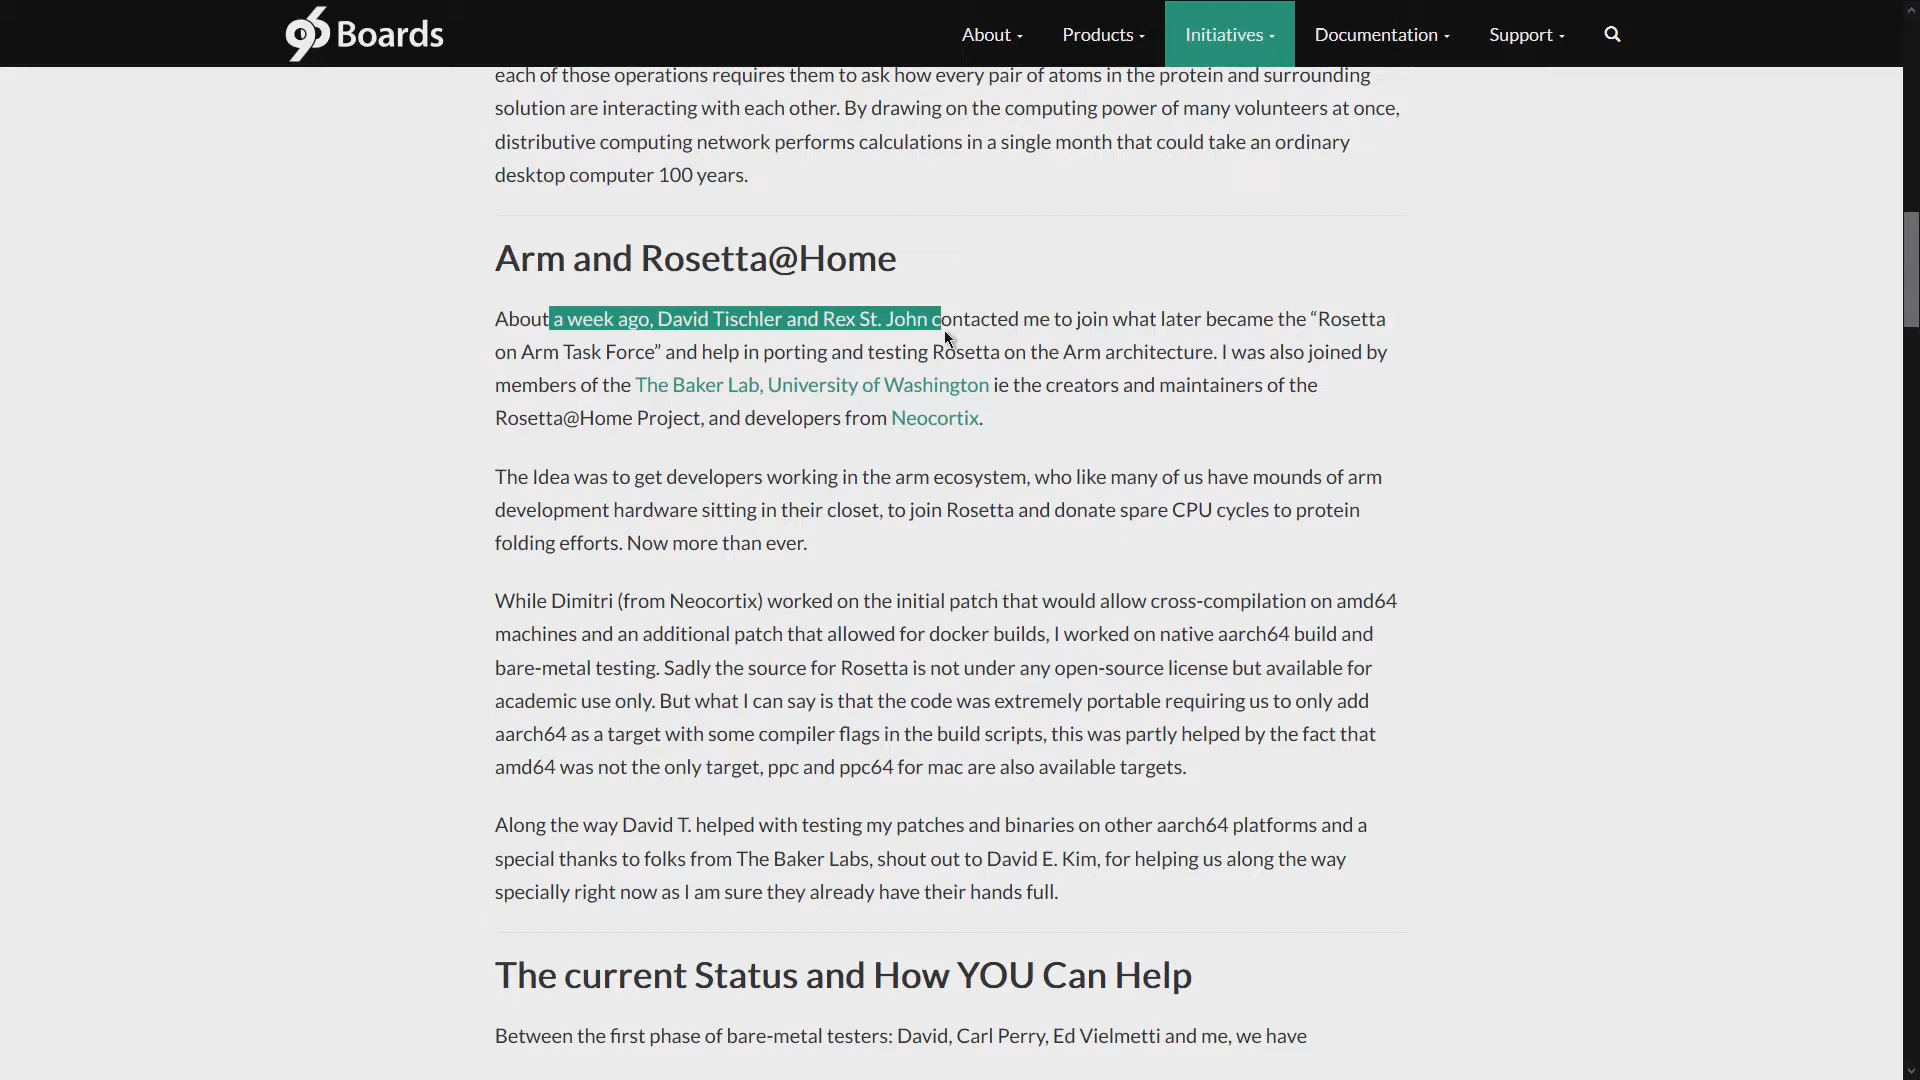 96Boards
About
Products
Initiatives
Documentation
Support
each of those operations requires them to ask how every pair of atoms in the protein and surrounding
solution are interacting with each other. By drawing on the computing power of many volunteers at once,
distributive computing network performs calculations in a single month that could take an ordinary
desktop computer 100 years.
Arm and Rosetta@Home
About a week ago, David Tischler and Rex St. John contacted me to join what later became the “Rosetta
on Arm Task Force” and help in porting and testing Rosetta on the Arm architecture. I was also joined by
members of the The Baker Lab, University of Washington ie the creators and maintainers of the
Rosetta@Home Project, and developers from Neocortix.
The Idea was to get developers working in the arm ecosystem, who like many of us have mounds of arm
development hardware sitting in their closet, to join Rosetta and donate spare CPU cycles to protein
folding efforts. Now more than ever.
While Dimitri (from Neocortix) worked on the initial patch that would allow cross-compilation on amd64
machines and an additional patch that allowed for docker builds, I worked on native aarch64 build and
bare-metal testing. Sadly the source for Rosetta is not under any open-source license but available for
academic use only. But what I can say is that the code was extremely portable requiring us to only add
aarch64 as a target with some compiler flags in the build scripts, this was partly helped by the fact that
amd64 was not the only target, ppc and ppc64 for mac are also available targets.
Along the way David T. helped with testing my patches and binaries on other aarch64 platforms and a
special thanks to folks from The Baker Labs, shout out to David E. Kim, for helping us along the way
specially right now as I am sure they already have their hands full.
The current Status and How YOU Can Help
Between the first phase of bare-metal testers: David, Carl Perry, Ed Vielmetti and me, we have